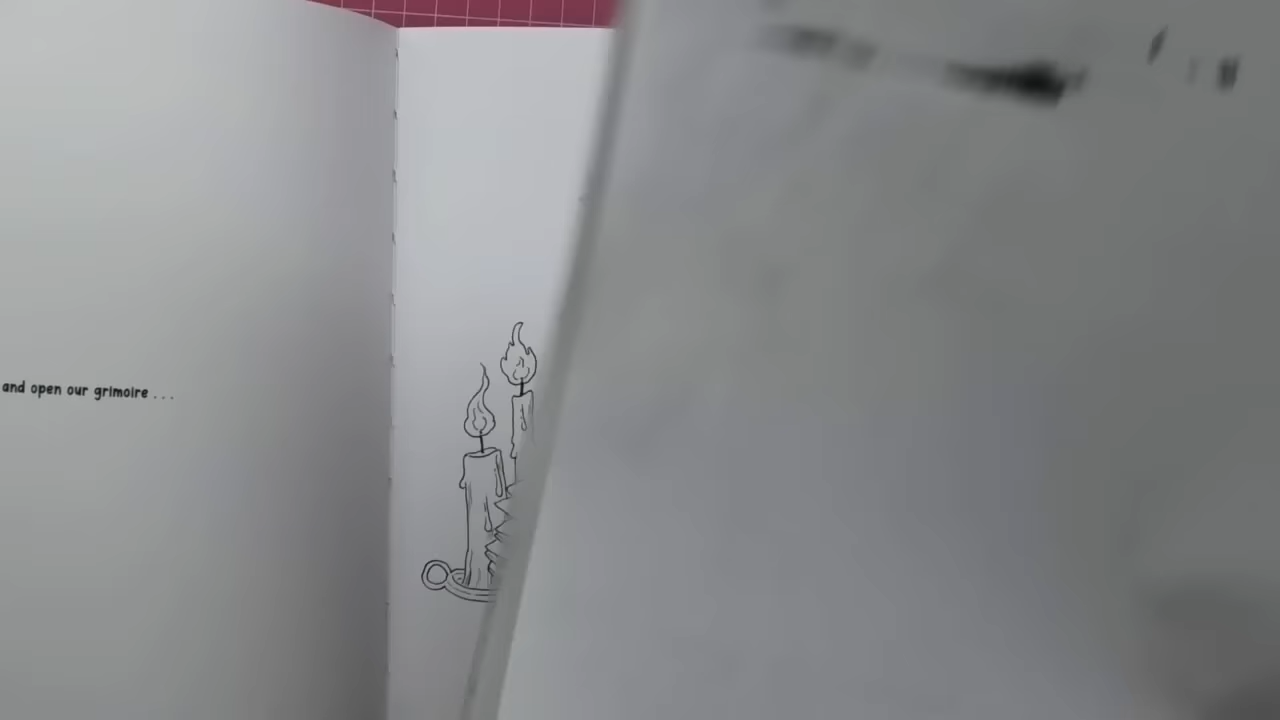 and open our grimoire . . .